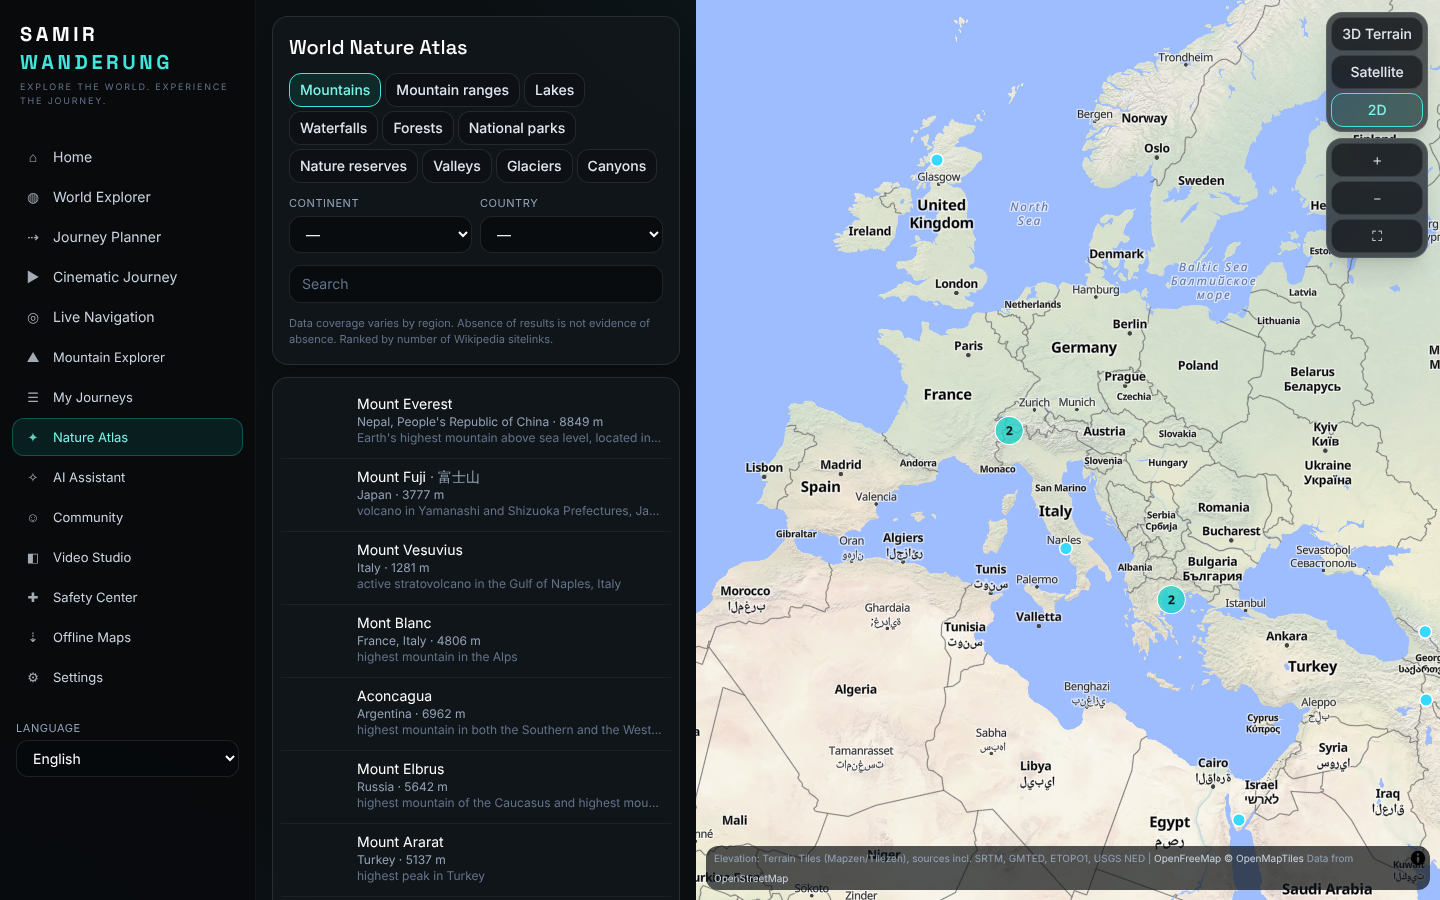 SAMIR
WANDERUNG
EXPLORE THE WORLD. EXPERIENCE
THE JOURNEY.
Home
World Explorer
Journey Planner
Cinematic Journey
Live Navigation
Mountain Explorer
My Journeys
Nature Atlas
AI Assistant
Community
Video Studio
Safety Center
Offline Maps
Settings
LANGUAGE
English
World Nature Atlas
Mountains
Mountain ranges
Lakes
Waterfalls
Forests
National parks
Nature reserves
Valleys
Glaciers
Canyons
CONTINENT
COUNTRY
—
—
Search
Data coverage varies by region. Absence of results is not evidence of
absence. Ranked by number of Wikipedia sitelinks.
Mount Everest
Nepal, People's Republic of China · 8849 m
Earth's highest mountain above sea level, located in...
Mount Fuji · 富士山
Japan · 3777 m
volcano in Yamanashi and Shizuoka Prefectures, Ja...
Mount Vesuvius
Italy · 1281 m
active stratovolcano in the Gulf of Naples, Italy
Mont Blanc
France, Italy · 4806 m
highest mountain in the Alps
Aconcagua
Argentina · 6962 m
highest mountain in both the Southern and the West...
Mount Elbrus
Russia · 5642 m
highest mountain of the Caucasus and highest mou...
Mount Ararat
Turkey · 5137 m
highest peak in Turkey
3D Terrain
Satellite
2D
+
−
Trondheim
Bergen
Norway
Oslo
Sweden
Finland
Glasgow
United
Kingdom
North
Sea
Ireland
Denmark
Baltic Sea
Балтийское
море
London
Hamburg
Netherlands
Latvia
Lithuania
Berlin
Paris
Germany
Poland
Belarus
Беларусь
Prague
Czechia
France
Zurich
Munich
2
Austria
Slovakia
Kyiv
Київ
Andorra
Monaco
Slovenia
Hungary
Ukraine
Україна
Lisbon
Madrid
Spain
Valencia
San Marino
Italy
Romania
Serbia
Србија
Bucharest
Gibraltar
Oran
Algiers
Naples
Albania
Bulgaria
България
Sevastopol
Севастополь
Tunis
Palermo
2
Istanbul
Morocco
Ghardaia
Tunisia
Valletta
Ankara
Turkey
Algeria
Benghazi
Aleppo
Cyprus
Κύπρος
Sabha
Syria
Tamanrasset
Libya
Cairo
Israel
Iraq
Mali
Egypt
Niger
Elevation: Terrain Tiles (Mapzen/Tilezen), sources incl. SRTM, GMTED, ETOPO1, USGS NED | OpenFreeMap © OpenMapTiles Data from
OpenStreetMap
Sokoto
Zinder
Saudi Arabia